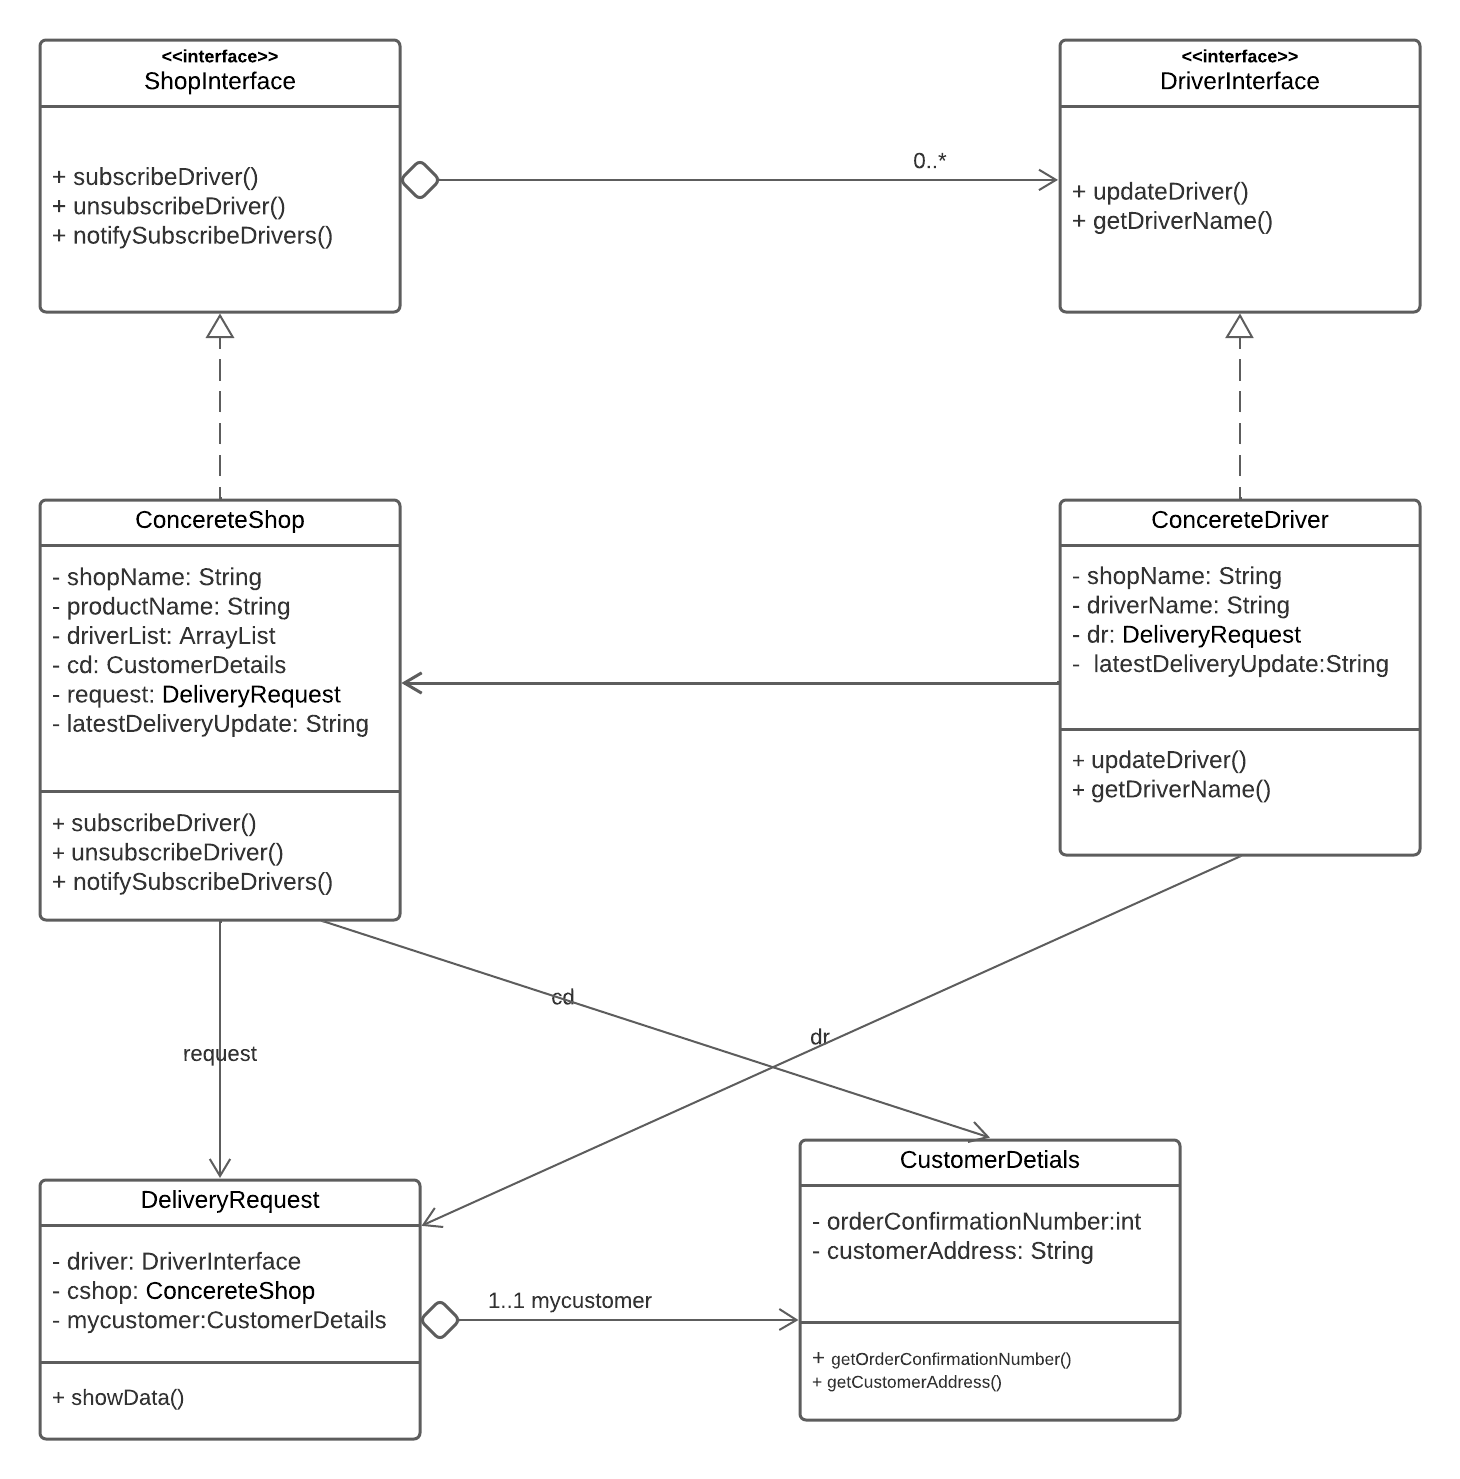 <<interface>>
ShopInterface
+ subscribeDriver()
+ unsubscribeDriver()
+ notifySubscribeDrivers()
0..*
<<interface>>
DriverInterface
+ updateDriver()
+ getDriverName()
ConcereteShop
- shopName: String
- productName: String
- driverList: ArrayList
- cd: CustomerDetails
- request: DeliveryRequest
- latestDeliveryUpdate: String
+ subscribeDriver()
+ unsubscribeDriver()
+ notifySubscribeDrivers()
ConcereteDriver
- shopName: String
- driverName: String
- dr: DeliveryRequest
- latestDeliveryUpdate:String
+ updateDriver()
+ getDriverName()
cd
dr
request
DeliveryRequest
- driver: DriverInterface
- cshop: ConcereteShop
- mycustomer:CustomerDetails
+ showData()
1..1 mycustomer
CustomerDetials
- orderConfirmationNumber:int
- customerAddress: String
+ getOrderConfirmationNumber()
+ getCustomerAddress()